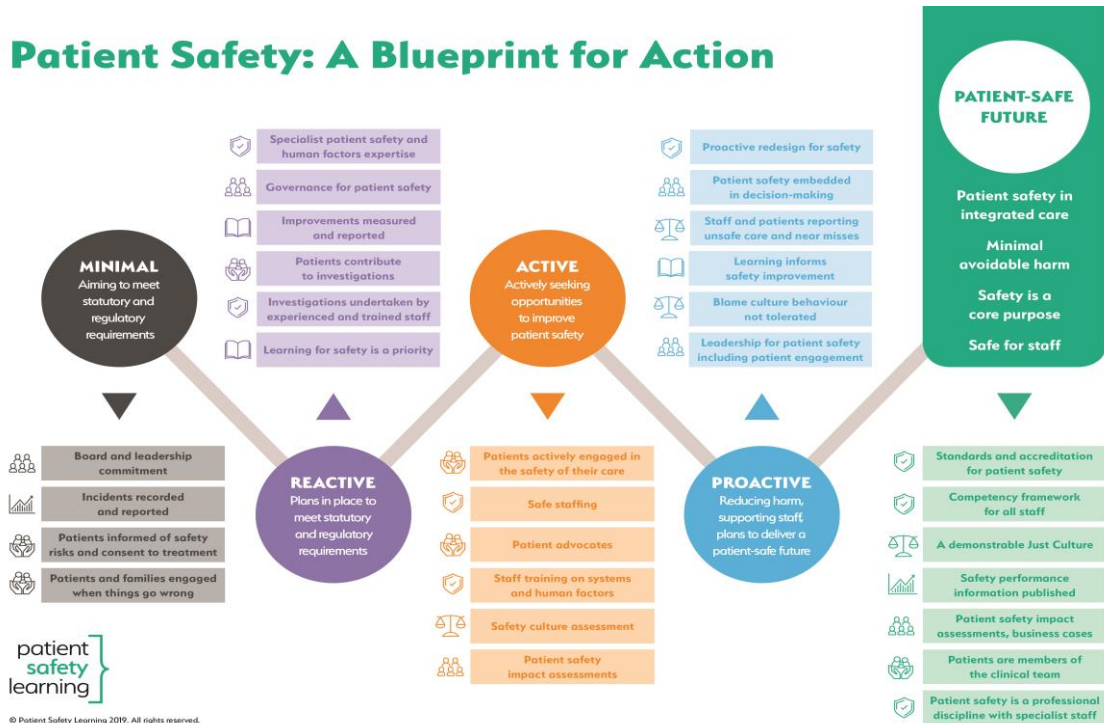 Patient Safety: A Blueprint for Action
MINIMAL
Aiming to meet
statutory and
regulatory
requirements
Board and leadership
commitment
Incidents recorded
and reported
Patients informed of safety
risks and consent to treatment
Patients and families engaged
when things go wrong
Specialist patient safety and
human factors expertise
Governance for patient safety
Improvements measured
and reported
Patients contribute
to investigations
Investigations undertaken by
experienced and trained staff
Learning for safety is a priority
REACTIVE
Plans in place to
meet statutory
and regulatory
requirements
ACTIVE
Actively seeking
opportunities
to improve
patient safety
Patients actively engaged in
the safety of their care
Safe staffing
Patient advocates
Staff training on systems
and human factors
Safety culture assessment
Patient safety
impact assessments
Proactive redesign for safety
Patient safety embedded
in decision-making
Staff and patients reporting
unsafe care and near misses
Learning informs
safety improvement
Blame culture behaviour
not tolerated
Leadership for patient safety
including patient engagement
PROACTIVE
Reducing harm,
supporting staff,
plans to deliver a
patient-safe future
PATIENT-SAFE
FUTURE
Patient safety in
integrated care
Minimal
avoidable harm
Safety is a
core purpose
Safe for staff
Standards and accreditation
for patient safety
Competency framework
for all staff
A demonstrable Just Culture
Safety performance
information published
Patient safety impact
assessments, business cases
Patients are members of
the clinical team
Patient safety is a professional
discipline with specialist staff
patient
safety
learning
© Patient Safety Learning 2019. All rights reserved.